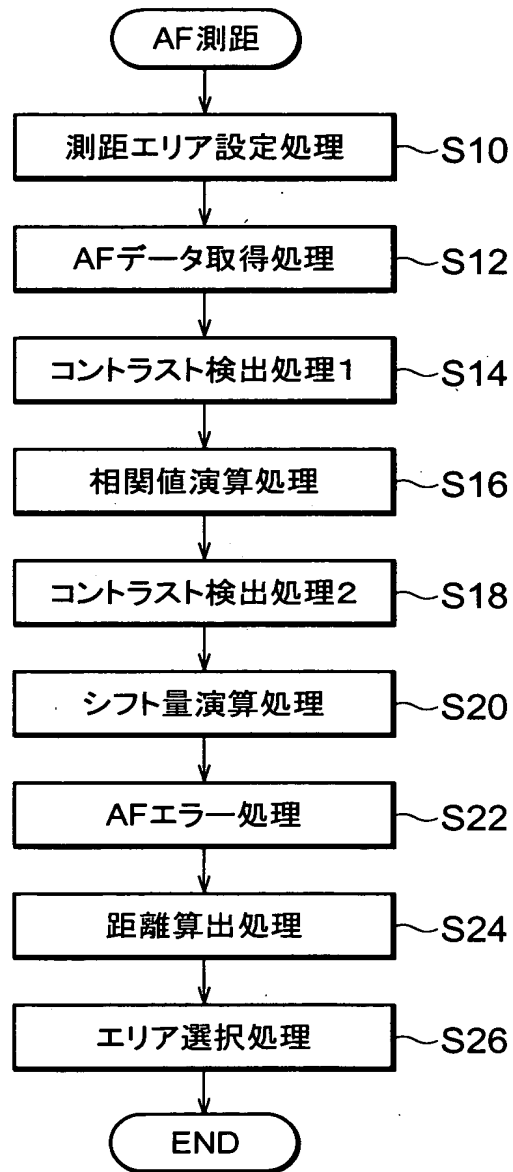 AF測距
測距エリア設定処理 S10
AFデータ取得処理 S12
コントラスト検出処理1 S14
相関値演算処理 S16
コントラスト検出処理2 S18
シフト量演算処理 S20
AFエラー処理 S22
距離算出処理 S24
エリア選択処理 S26
END